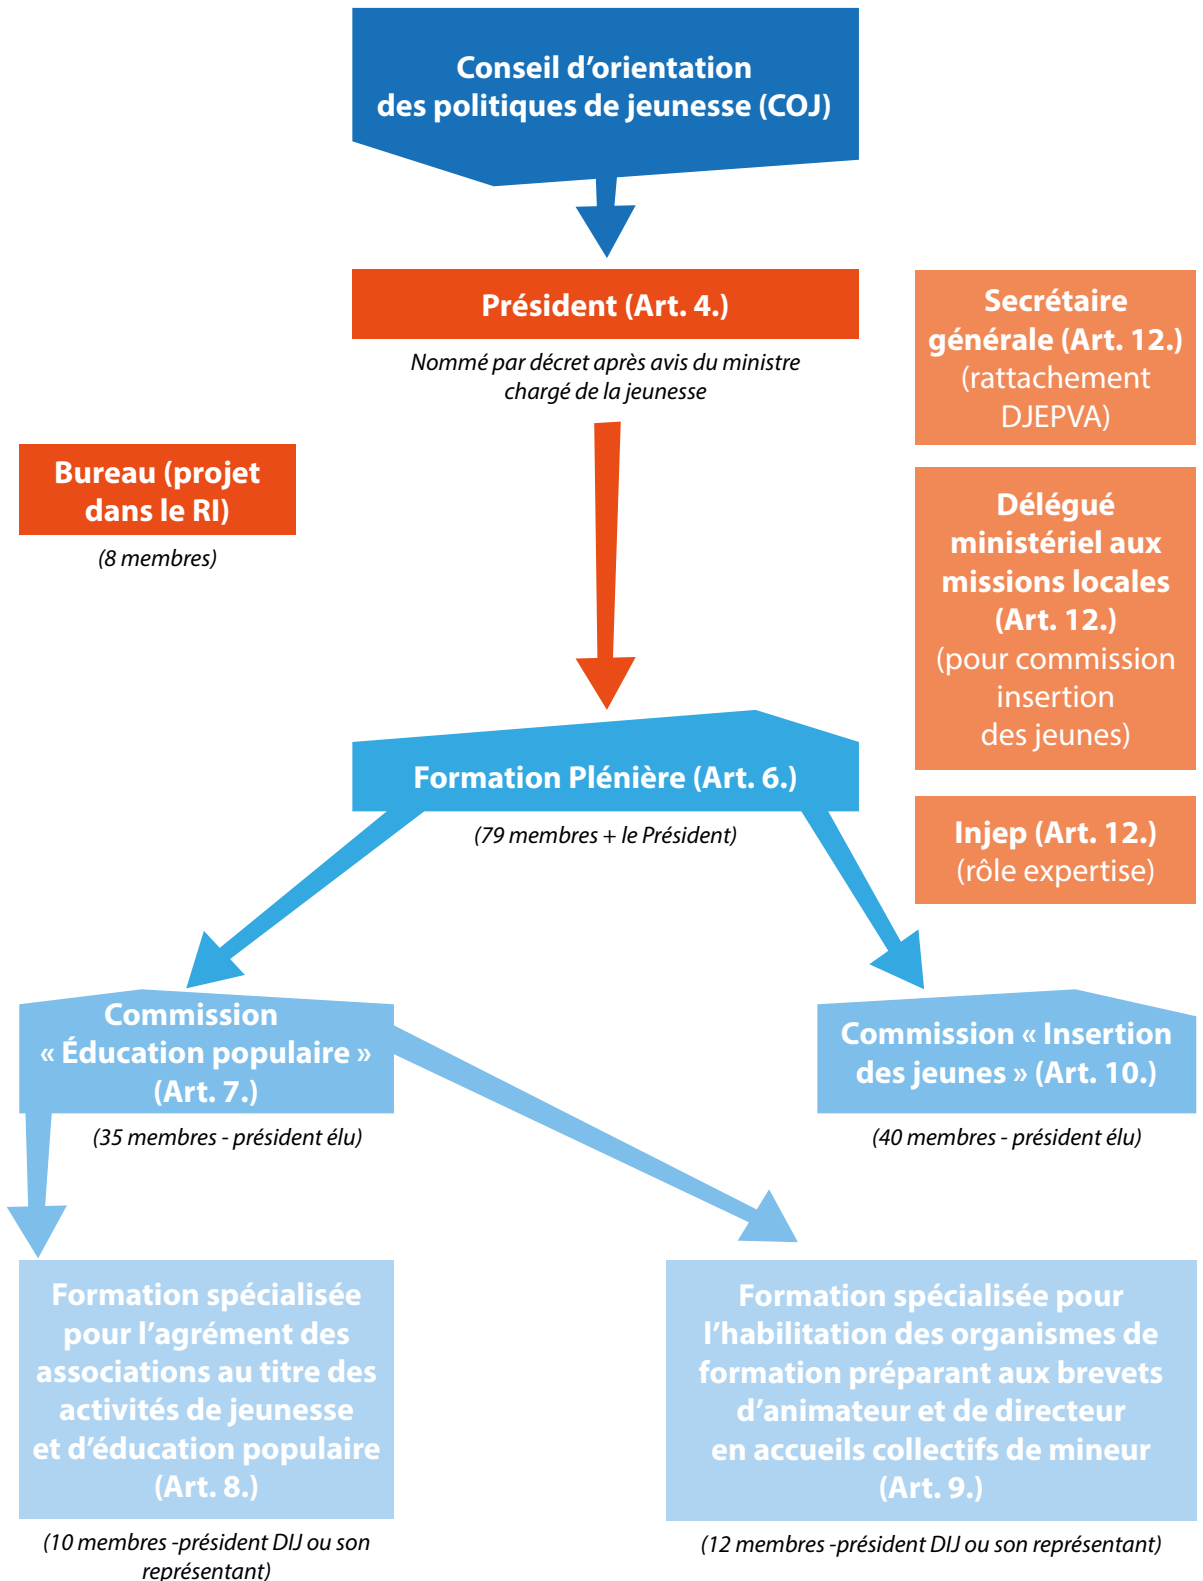 Conseil d’orientation
des politiques de jeunesse (COJ)
Président (Art. 4.)
Nommé par décret après avis du ministre
chargé de la jeunesse
Secrétaire
générale (Art. 12.)
(rattachement
DJEPVA)
Bureau (projet
dans le RI)
(8 membres)
Délégué
ministériel aux
missions locales
(Art. 12.)
(pour commission
insertion
des jeunes)
Formation Plénière (Art. 6.)
(79 membres + le Président)
Injep (Art. 12.)
(rôle expertise)
Commission
« Éducation populaire »
(Art. 7.)
(35 membres - président élu)
Commission « Insertion
des jeunes » (Art. 10.)
(40 membres - président élu)
Formation spécialisée
pour l’agrément des
associations au titre des
activités de jeunesse
et d’éducation populaire
(Art. 8.)
(10 membres -président DIJ ou son
représentant)
Formation spécialisée pour
l’habilitation des organismes de
formation préparant aux brevets
d’animateur et de directeur
en accueils collectifs de mineur
(Art. 9.)
(12 membres -président DIJ ou son représentant)